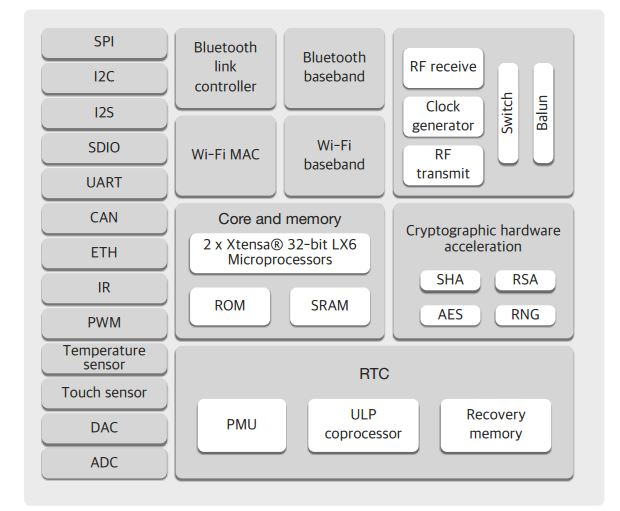 SPI
I2C
I2S
SDIO
UART
CAN
ETH
IR
PWM
Temperature
sensor
Touch sensor
DAC
ADC
Bluetooth
link
controller
Bluetooth
baseband
Wi-Fi MAC
Wi-Fi
baseband
RF receive
Clock
generator
RF
transmit
Switch
Balun
Core and memory
2 x Xtensa® 32-bit LX6
Microprocessors
ROM
SRAM
Cryptographic hardware
acceleration
SHA
RSA
AES
RNG
RTC
PMU
ULP
coprocessor
Recovery
memory